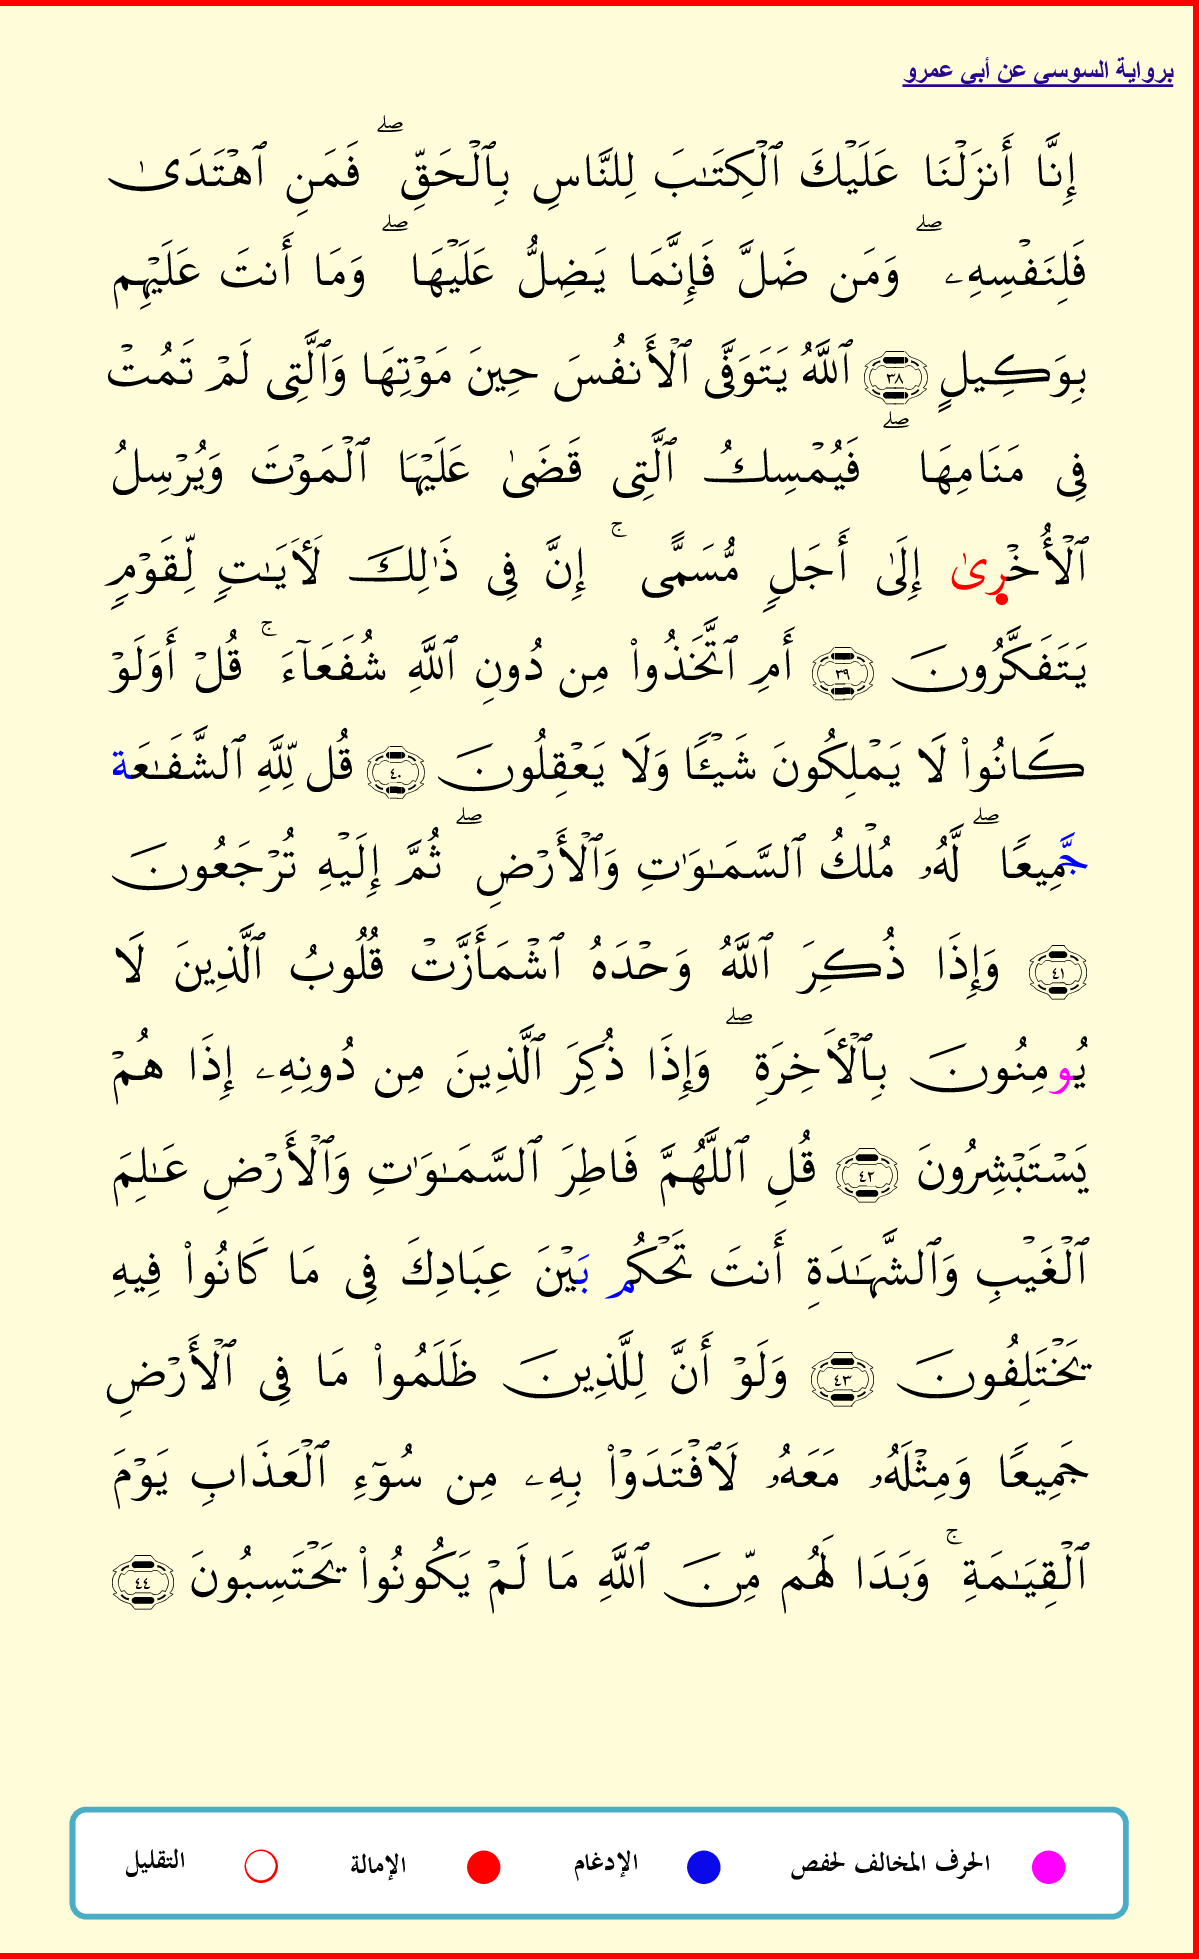 برواية السوسي عن أبي عمرو
إِنَّا أَنزَلۡنَا عَلَيۡكَ ٱلۡكِتَٰبَ لِلنَّاسِ بِٱلۡحَقِّۖ فَمَنِ ٱهۡتَدَىٰ
فَلِنَفۡسِهِۦۖ وَمَن ضَلَّ فَإِنَّمَا يَضِلُّ عَلَيۡهَاۖ وَمَا أَنتَ عَلَيۡهِم
بِوَكِيلٍ ٣٨ ٱللَّهُ يَتَوَفَّى ٱلۡأَنفُسَ حِينَ مَوۡتِهَا وَٱلَّتِي لَمۡ تَمُتۡ
فِي مَنَامِهَاۖ فَيُمۡسِكُ ٱلَّتِي قَضَىٰ عَلَيۡهَا ٱلۡمَوۡتَ وَيُرۡسِلُ
ٱلۡأُخۡرىٰ إِلَىٰ أَجَلٍ مُّسَمًّىۚ إِنَّ فِي ذَٰلِكَ لَأٓيَٰتٍ لِّقَوۡمٍ
يَتَفَكَّرُونَ ٣٩ أَمِ ٱتَّخَذُواْ مِن دُونِ ٱللَّهِ شُفَعَآءَۚ قُلۡ أَوَلَوۡ
كَانُواْ لَا يَمۡلِكُونَ شَيۡـًٔا وَلَا يَعۡقِلُونَ ٤٠ قُل لِّلَّهِ ٱلشَّفَٰعَة
جَّمِيعًاۖ لَّهُۥ مُلۡكُ ٱلسَّمَٰوَٰتِ وَٱلۡأَرۡضِۖ ثُمَّ إِلَيۡهِ تُرۡجَعُونَ
٤١ وَإِذَا ذُكِرَ ٱللَّهُ وَحۡدَهُ ٱشۡمَأَزَّتۡ قُلُوبُ ٱلَّذِينَ لَا
يُومِنُونَ بِٱلۡأٓخِرَةِۖ وَإِذَا ذُكِرَ ٱلَّذِينَ مِن دُونِهِۦ إِذَا هُمۡ
يَسۡتَبۡشِرُونَ ٤٢ قُلِ ٱللَّهُمَّ فَاطِرَ ٱلسَّمَٰوَٰتِ وَٱلۡأَرۡضِ عَٰلِمَ
ٱلۡغَيۡبِ وَٱلشَّهَٰدَةِ أَنتَ تَحۡكُم بَيۡنَ عِبَادِكَ فِي مَا كَانُواْ فِيهِ
يَخۡتَلِفُونَ ٤٣ وَلَوۡ أَنَّ لِلَّذِينَ ظَلَمُواْ مَا فِي ٱلۡأَرۡضِ
جَمِيعًا وَمِثۡلَهُۥ مَعَهُۥ لَٱفۡتَدَوۡاْ بِهِۦ مِن سُوٓءِ ٱلۡعَذَابِ يَوۡمَ
ٱلۡقِيَٰمَةِۚ وَبَدَا لَهُم مِّنَ ٱللَّهِ مَا لَمۡ يَكُونُواْ يَحۡتَسِبُونَ ٤٤
الحرف المخالف لحفص الإدغام الإمالة التقليل